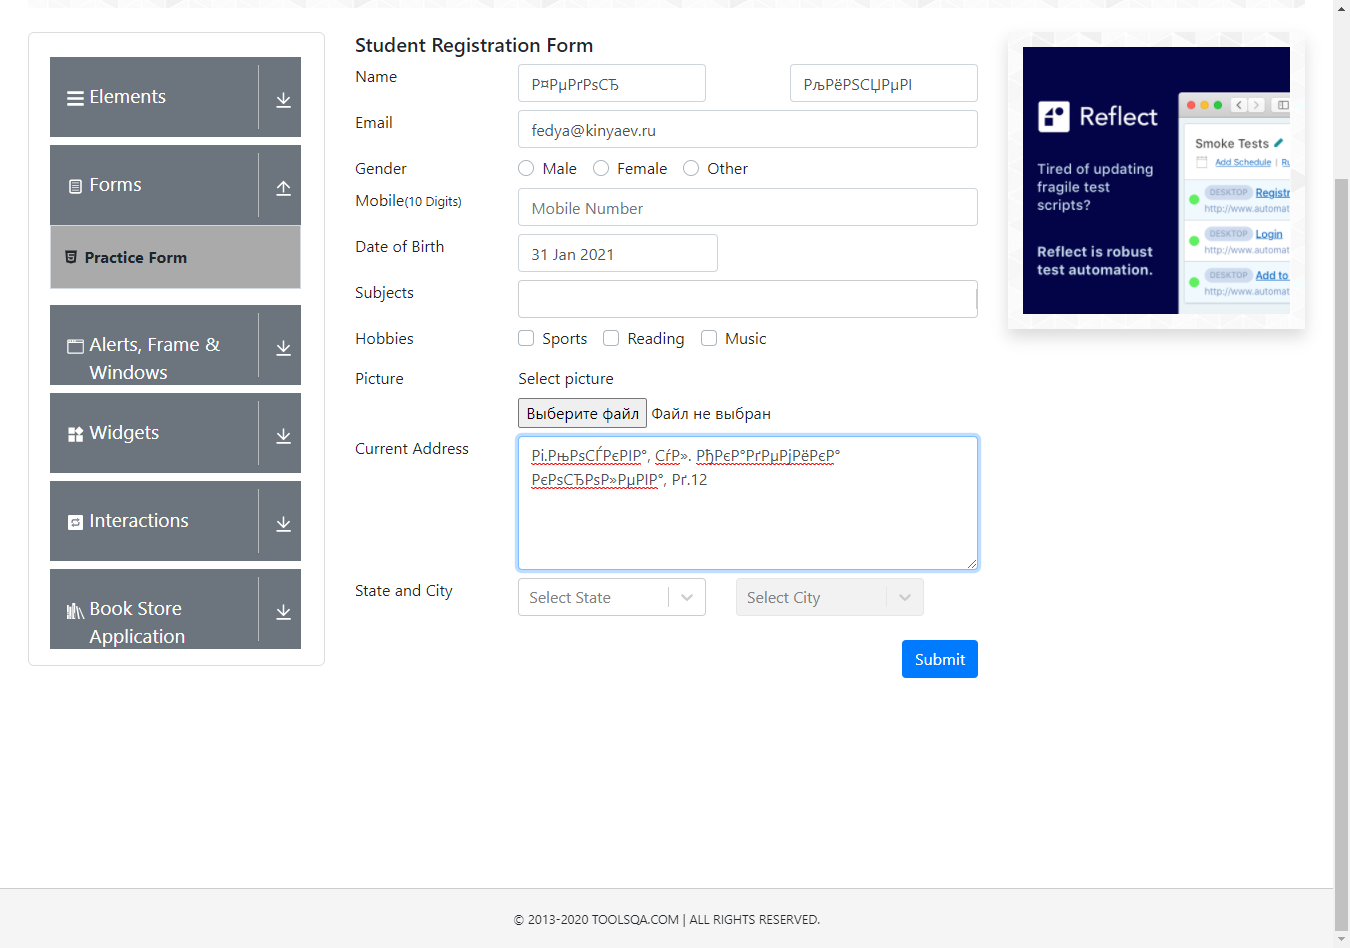 Student Registration Form
Elements
Forms
Practice Form
Alerts, Frame &
Windows
Widgets
Interactions
Book Store
Application
Name
Р¤РµРґРѕСЂ
РљРёРЅСЏРµРІ
Email
fedya@kinyaev.ru
Gender
Male
Female
Other
Mobile(10 Digits)
Mobile Number
Date of Birth
31 Jan 2021
Subjects
Hobbies
Sports
Reading
Music
Picture
Select picture
Выберите файл Файл не выбран
Current Address
Рі.РњРѕСЃРєРІР°, СѓР». РђРєР°РґРµРјРёРєР°
РєРѕСЂРѕР»РµРІР°, Рґ.12
State and City
Select State
Select City
Submit
Reflect
Tired of updating
fragile test
scripts?
Reflect is robust
test automation.
Smoke Tests
Add Schedule
DESKTOP
http://www.automat
DESKTOP Login
http://www.automat
DESKTOP Add to
http://www.automat
© 2013-2020 TOOLSQA.COM | ALL RIGHTS RESERVED.